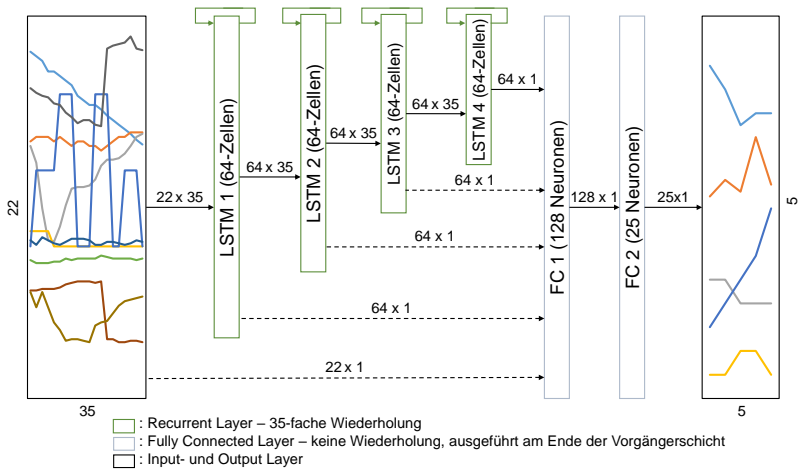 22
35
22 x 35
LSTM 1 (64-Zellen)
64 x 35
LSTM 2 (64-Zellen)
64 x 35
LSTM 3 (64-Zellen)
64 x 35
LSTM 4 (64-Zellen)
64 x 1
64 x 1
64 x 1
64 x 1
22 x 1
FC 1 (128 Neuronen)
128 x 1
FC 2 (25 Neuronen)
25x1
5
5
: Recurrent Layer – 35-fache Wiederholung
: Fully Connected Layer – keine Wiederholung, ausgeführt am Ende der Vorgängerschicht
: Input- und Output Layer